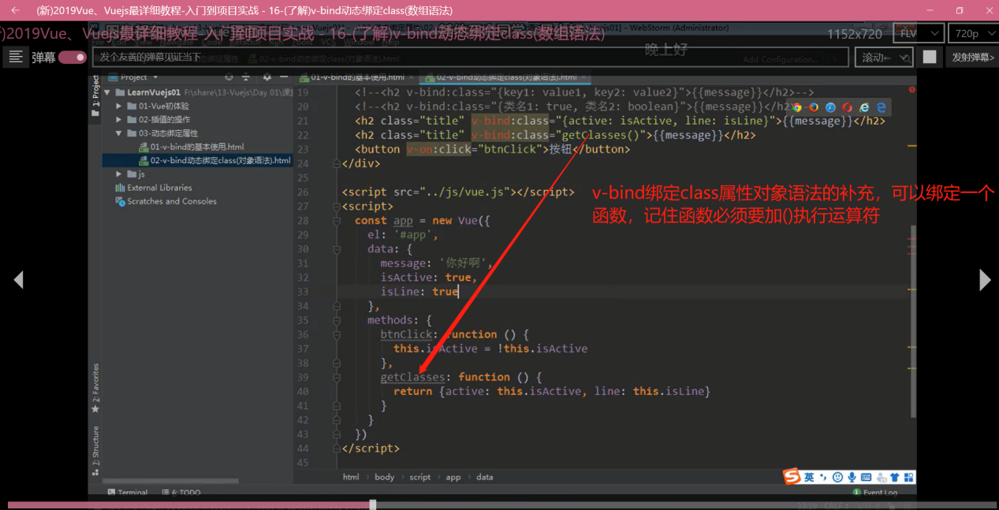 (新)2019Vue、Vuejs最详细教程-入门到项目实战 - 16-(了解)v-bind动态绑定class(数组语法)
)2019Vue、Vuejs最详细教程-入门到项目实战 - 16-(了解)v-bind动态绑定class(数组语法)
WebStorm (Administrator)
1152x720
FLV
720p
弹幕
发个友善的弹幕见证当下
晚上好
Add Configuration...
滚动←
发射弹幕>
Project
01-v-bind的基本使用.html
02-v-bind动态绑定class(对象语法).html
1: Project
LearnVuejs01 F:\share\13-Vuejs\Day 01\课
01-Vue初体验
02-插值的操作
03-动态绑定属性
01-v-bind的基本使用.html
02-v-bind动态绑定class(对象语法).html
js
External Libraries
Scratches and Consoles
19 <!--<h2 v-bind:class="{key1: value1, key2: value2}">{{message}}</h2>-->
20 <!--<h2 v-bind:class="{类名1: true, 类名2: boolean}">{{message}}</h2>
21 <h2 class="title" v-bind:class="{active: isActive, line: isLine}">{{message}}</h2>
22 <h2 class="title" v-bind:class="getClasses()">{{message}}</h2>
23 <button v-on:click="btnClick">按钮</button>
24 </div>
25
26 <script src="../js/vue.js"></script>
27 <script>
28 const app = new Vue({
29 el: '#app',
30 data: {
31 message: '你好啊',
32 isActive: true,
33 isLine: true
34 },
35 methods: {
36 btnClick: function () {
37 this.isActive = !this.isActive
38 },
39 getClasses: function () {
40 return {active: this.isActive, line: this.isLine}
41 }
42 }
43 })
44 </script>
45
v-bind绑定class属性对象语法的补充，可以绑定一个
函数，记住函数必须要加()执行运算符
2: Favorites
7: Structure
html › body › script › app › data
英
Terminal
6: TODO
1 Event Log